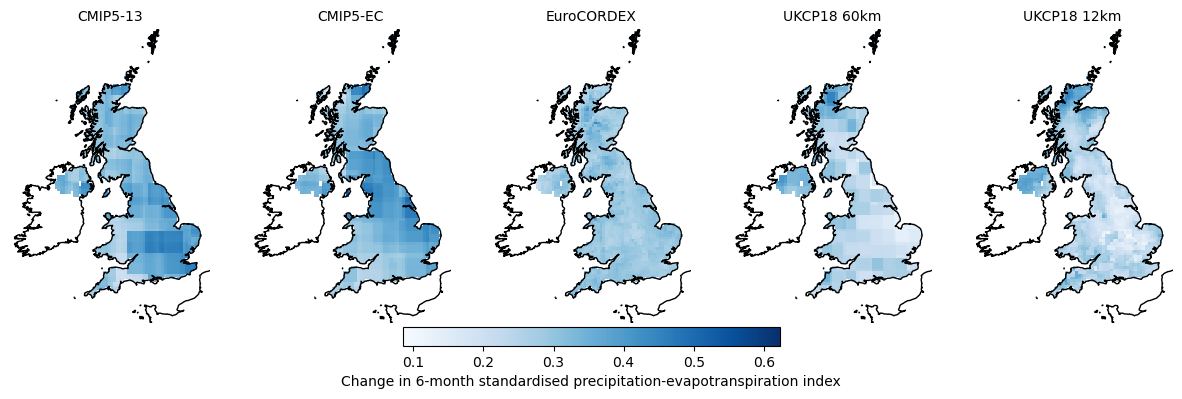 CMIP5-13
CMIP5-EC
EuroCORDEX
UKCP18 60km
UKCP18 12km
0.1
0.2
0.3
0.4
0.5
0.6
Change in 6-month standardised precipitation-evapotranspiration index